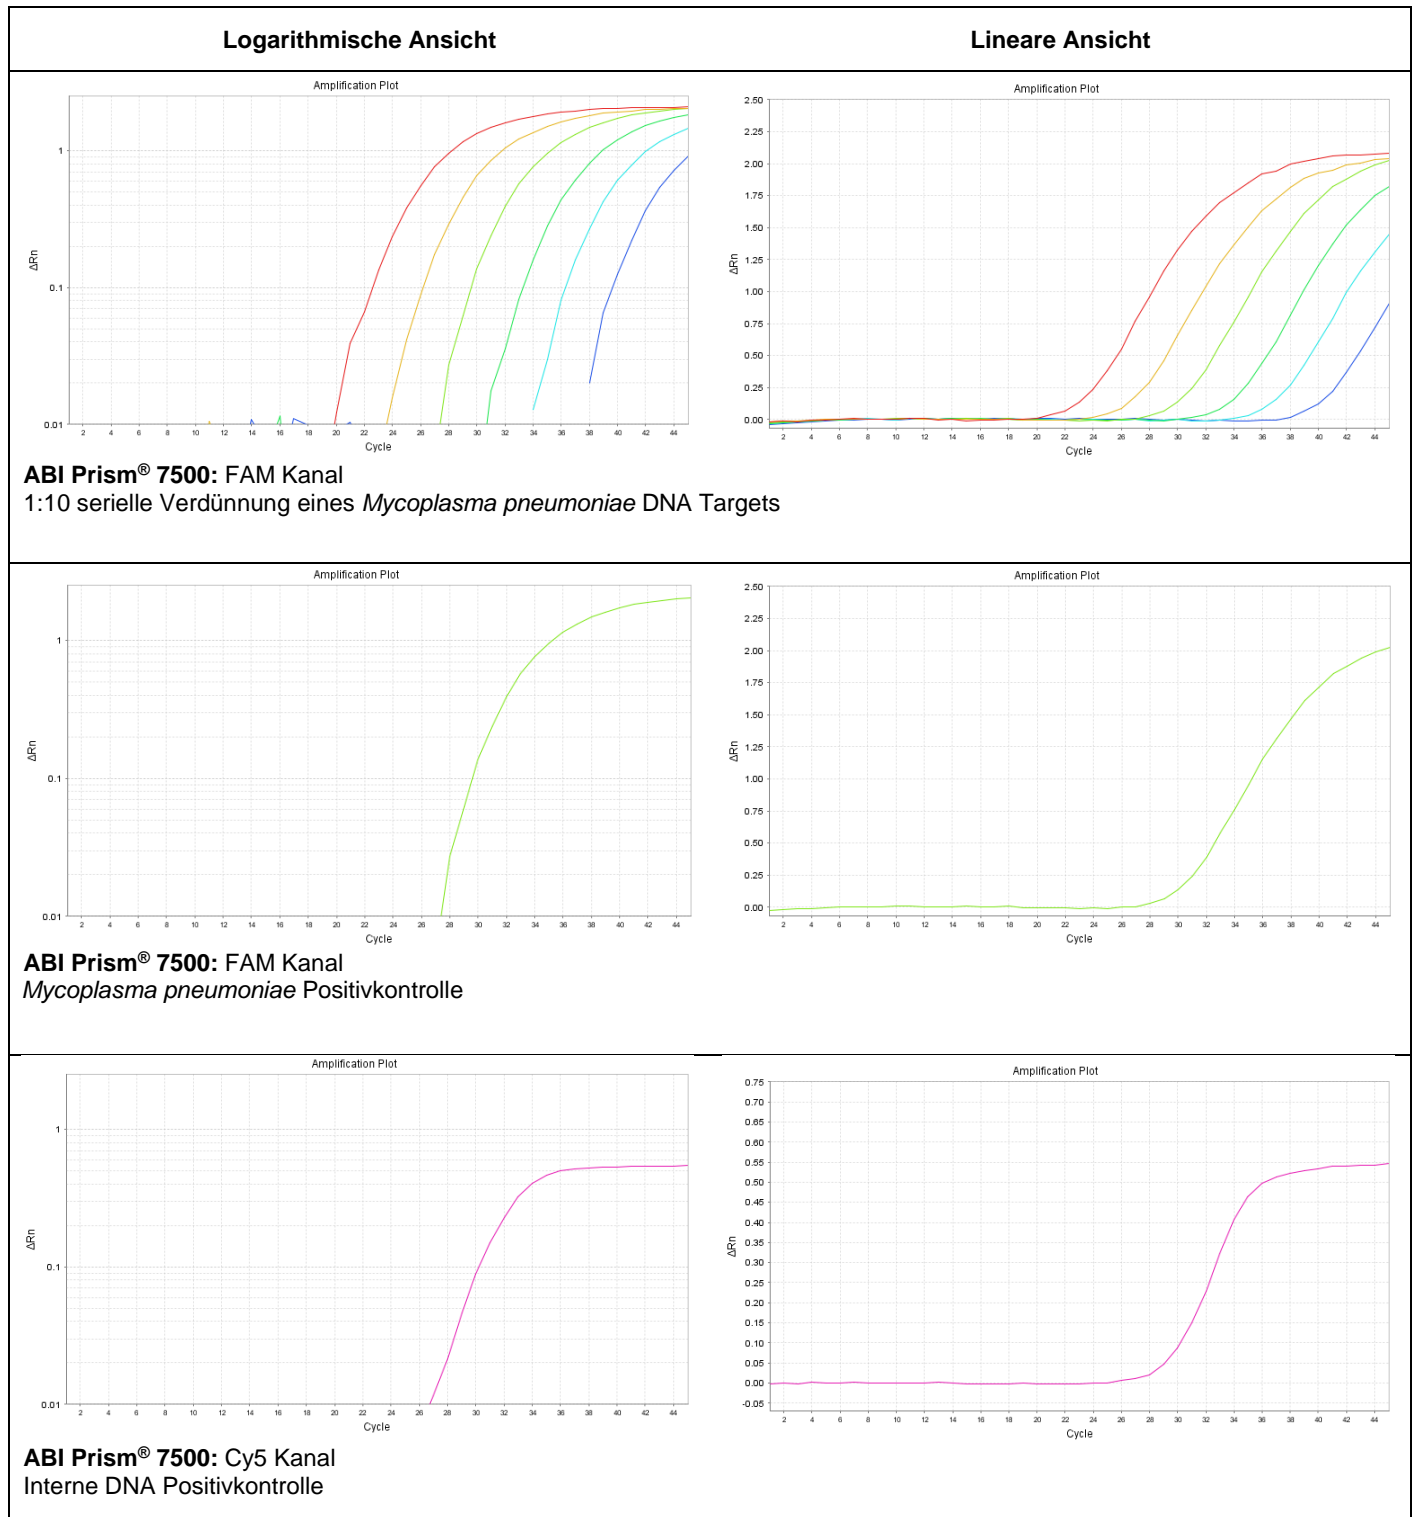 Logarithmische Ansicht
Lineare Ansicht
Amplification Plot
1
0.1
0.01
ΔRn
2 4 6 8 10 12 14 16 18 20 22 24 26 28 30 32 34 36 38 40 42 44
Cycle
Amplification Plot
2.50
2.25
2.00
1.75
1.50
1.25
1.00
0.75
0.50
0.25
0.00
ΔRn
2 4 6 8 10 12 14 16 18 20 22 24 26 28 30 32 34 36 38 40 42 44
Cycle
ABI Prism® 7500: FAM Kanal
1:10 serielle Verdünnung eines Mycoplasma pneumoniae DNA Targets
Amplification Plot
1
0.1
0.01
ΔRn
2 4 6 8 10 12 14 16 18 20 22 24 26 28 30 32 34 36 38 40 42 44
Cycle
Amplification Plot
2.50
2.25
2.00
1.75
1.50
1.25
1.00
0.75
0.50
0.25
0.00
ΔRn
2 4 6 8 10 12 14 16 18 20 22 24 26 28 30 32 34 36 38 40 42 44
Cycle
ABI Prism® 7500: FAM Kanal
Mycoplasma pneumoniae Positivkontrolle
Amplification Plot
1
0.1
0.01
ΔRn
2 4 6 8 10 12 14 16 18 20 22 24 26 28 30 32 34 36 38 40 42 44
Cycle
Amplification Plot
0.75
0.70
0.65
0.60
0.55
0.50
0.45
0.40
0.35
0.30
0.25
0.20
0.15
0.10
0.05
0.00
-0.05
ΔRn
2 4 6 8 10 12 14 16 18 20 22 24 26 28 30 32 34 36 38 40 42 44
Cycle
ABI Prism® 7500: Cy5 Kanal
Interne DNA Positivkontrolle